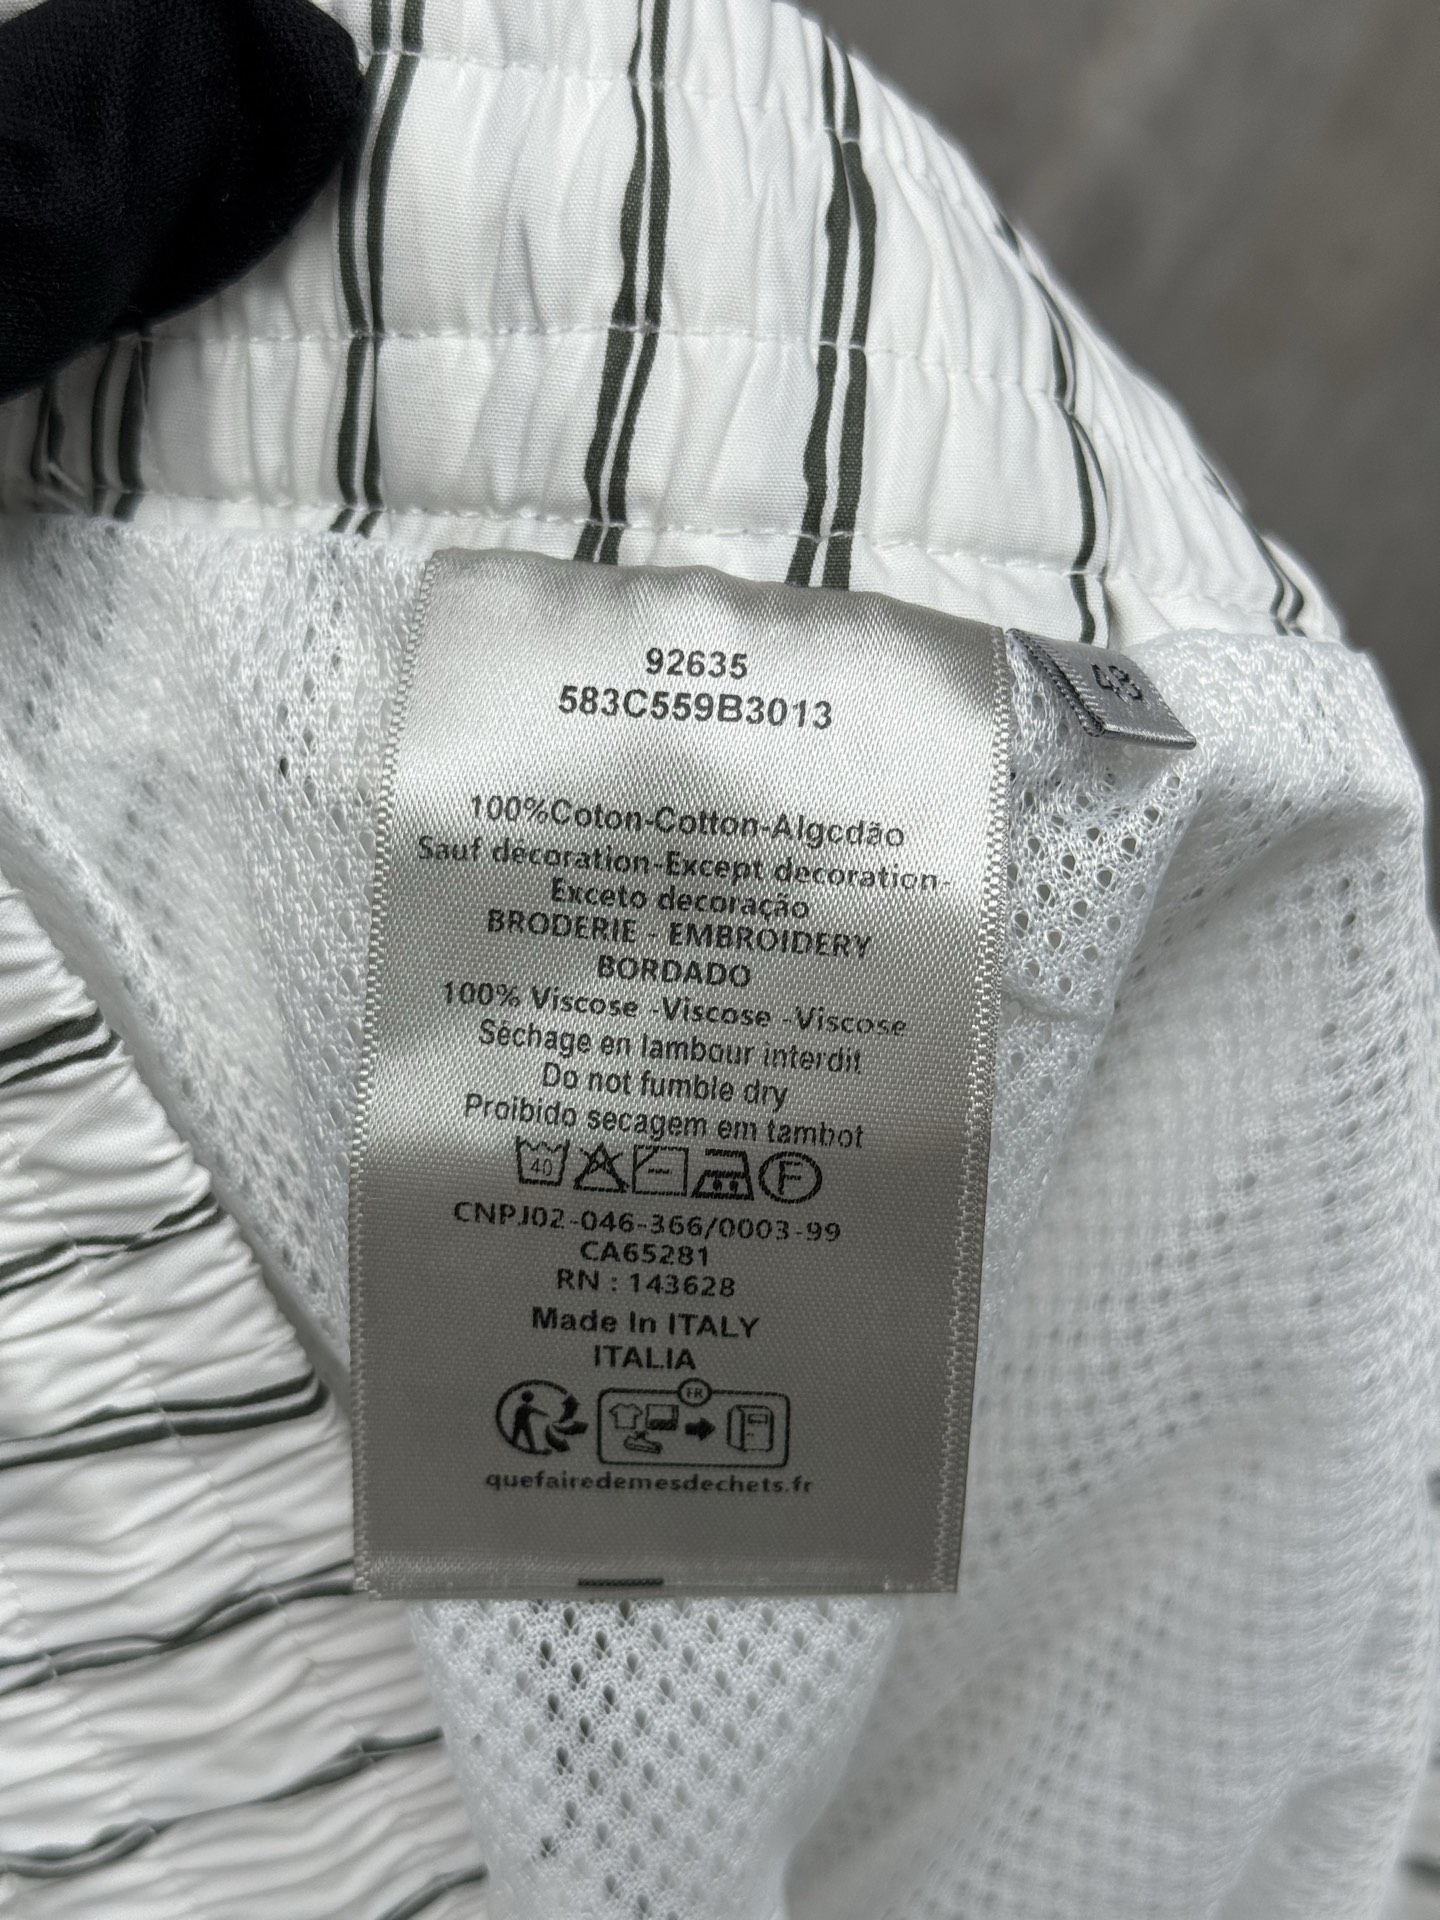 92635
583C559B3013
48
100%Coton-Cotton-Algcdão
Sauf décoration-Except decoration-
Exceto decoração
BRODERIE - EMBROIDERY
BORDADO
100% Viscose -Viscose -Viscose
Séchage en lambour interdit
Do not fumble dry
Proibido secagem em tambot
40
F
CNPJ02-046-366/0003-99
CA65281
RN : 143628
Made In ITALY
ITALIA
FR
quefairedemesdechets.fr